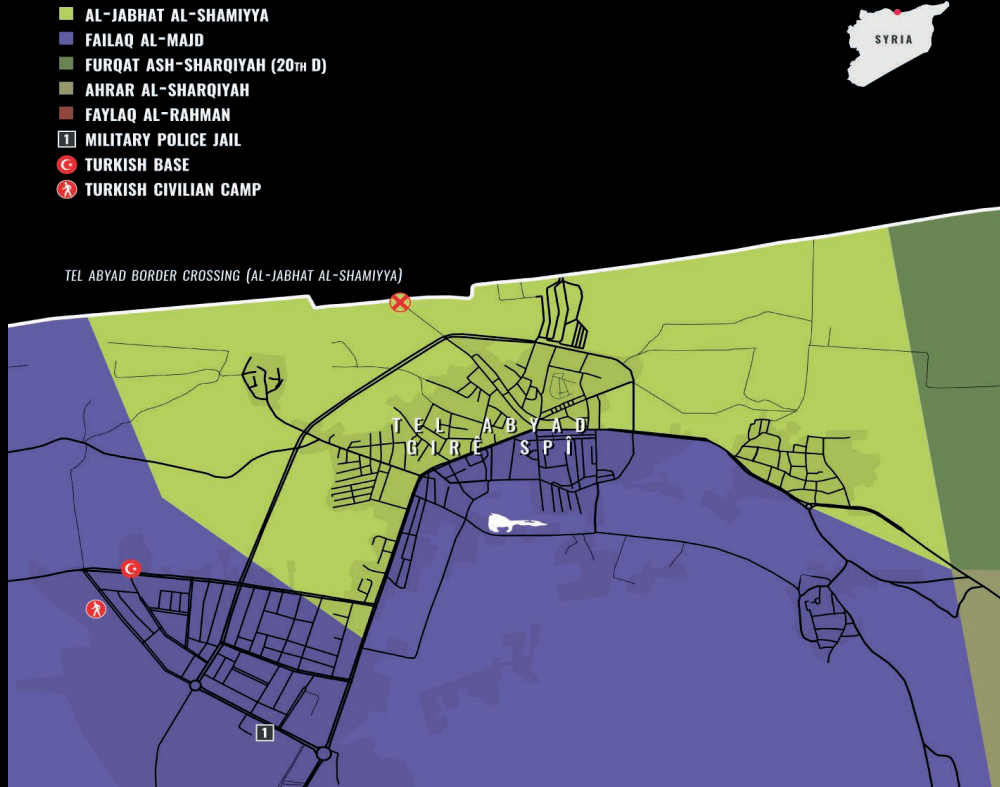 AL-JABHAT AL-SHAMIYYA
FAILAQ AL-MAJD
FURQAT ASH-SHARQIYAH (20TH D)
AHRAR AL-SHARQIYAH
FAYLAQ AL-RAHMAN
1 MILITARY POLICE JAIL
TURKISH BASE
TURKISH CIVILIAN CAMP
SYRIA
TEL ABYAD BORDER CROSSING (AL-JABHAT AL-SHAMIYYA)
TEL ABYAD
GIRÊ SPÎ
1